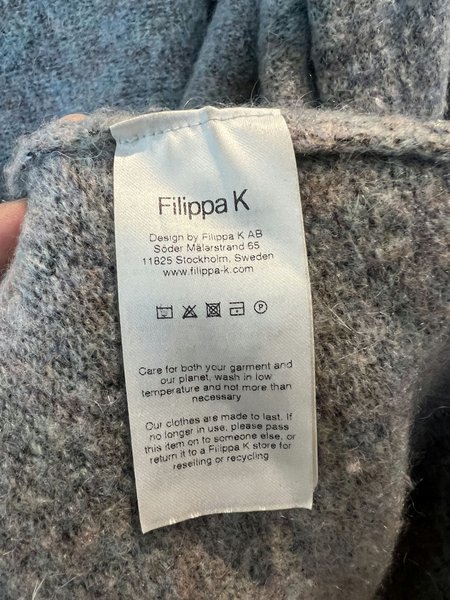 Filippa K
Design by Filippa K AB
Söder Mälarstrand 65
11825 Stockholm, Sweden
www.filippa-k.com
P
Care for both your garment and
our planet, wash in low
temperature and not more than
necessary
Our clothes are made to last. If
no longer in use, please pass
this item on to someone else, or
return it to a Filippa K store for
reselling or recycling